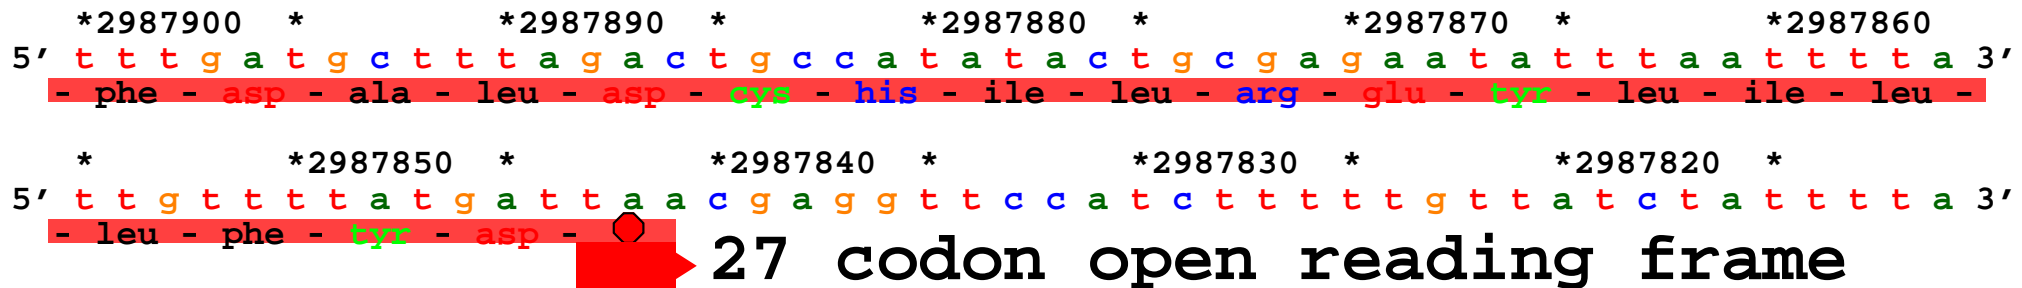 *2987900 * *2987890 * *2987880 * *2987870 * *2987860
5′ t t t g a t g c t t t a g a c t g c c a t a t a c t g c g a g a a t a t t t a a t t t t a 3′
- phe - asp - ala - leu - asp - cys - his - ile - leu - arg - glu - tyr - leu - ile - leu -
* *2987850 * *2987840 * *2987830 * *2987820 *
5′ t t g t t t t a t g a t t a a c g a g g t t c c a t c t t t t t g t t a t c t a t t t t a 3′
- leu - phe - tyr - asp -
27 codon open reading frame